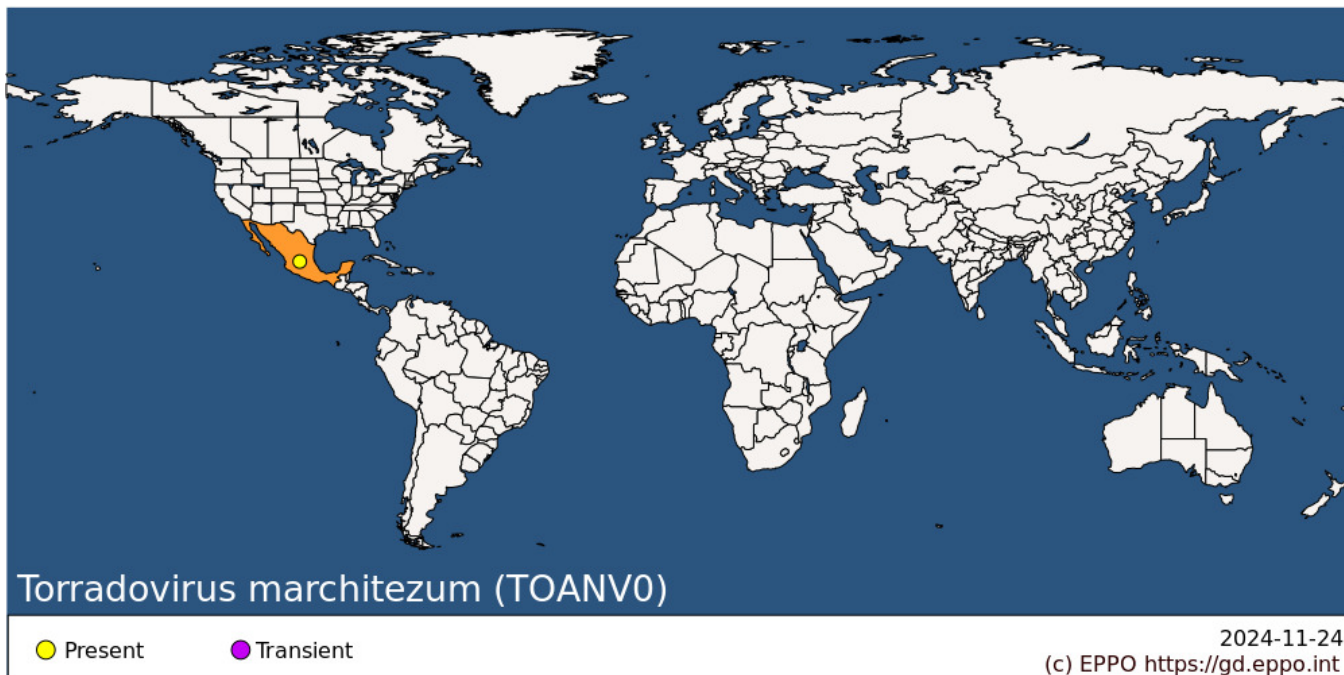 Torradovirus marchitezum (TOANV0)
Present
Transient
2024-11-24
(c) EPPO https://gd.eppo.int